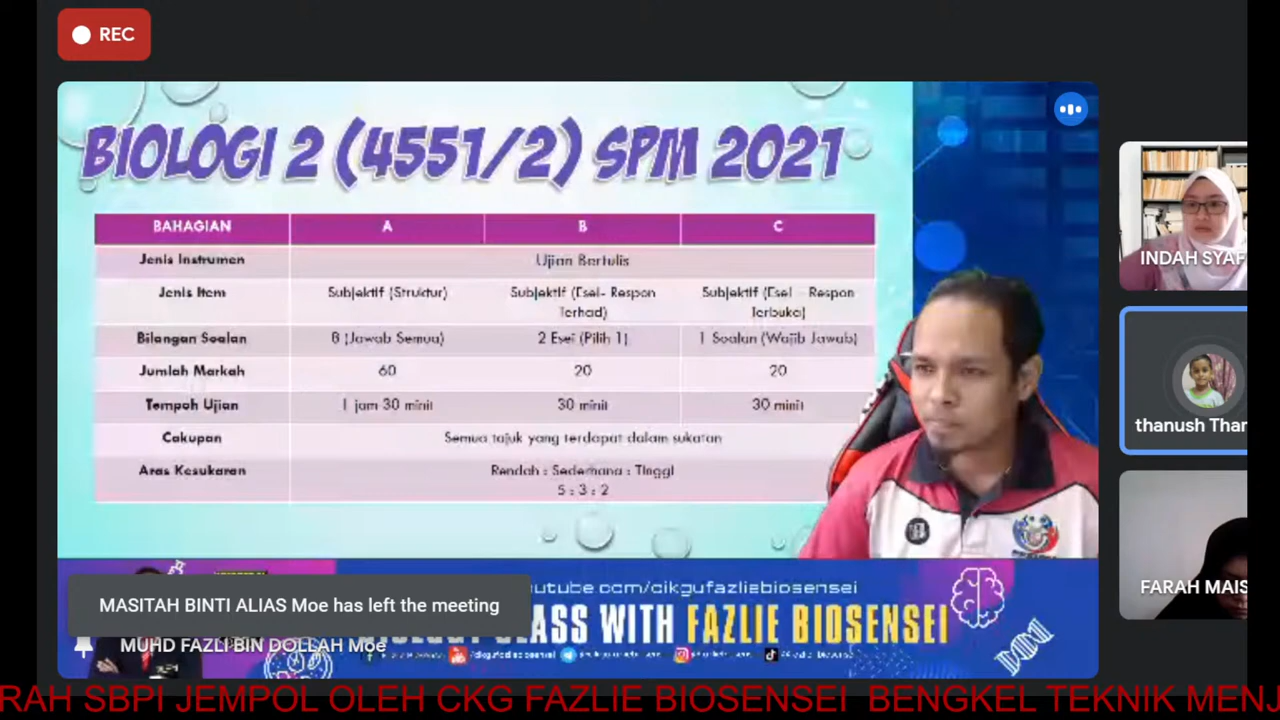 REC
BIOLOGI 2 (4551/2) SPM 2021
BAHAGIAN A B C
Jenis Instrumen Ujian Bertulis
Jenis Item Subjektif (Struktur) Subjektif (Esei- Respon Terhad) Subjektif (Esei - Respon Terbuka)
Bilangan Soalan 8 (Jawab Semua) 2 Esei (Pilih 1) 1 Soalan (Wajib Jawab)
Jumlah Markah 60 20 20
Tempoh Ujian 1 jam 30 minit 30 minit 30 minit
Cakupan Semua tajuk yang terdapat dalam sukatan
Aras Kesukaran Rendah : Sederhana : Tinggi
5 : 3 : 2
INDAH SYAF
thanush Thar
FARAH MAIS
utube com/cikgufazliebiosensei
MASITAH BINTI ALIAS Moe has left the meeting
ASS WITH FAZLIE BIOSENSEI
MUHD FAZLI BIN DOLLAH Moe
RAH SBPI JEMPOL OLEH CKG FAZLIE BIOSENSEI BENGKEL TEKNIK MENJ